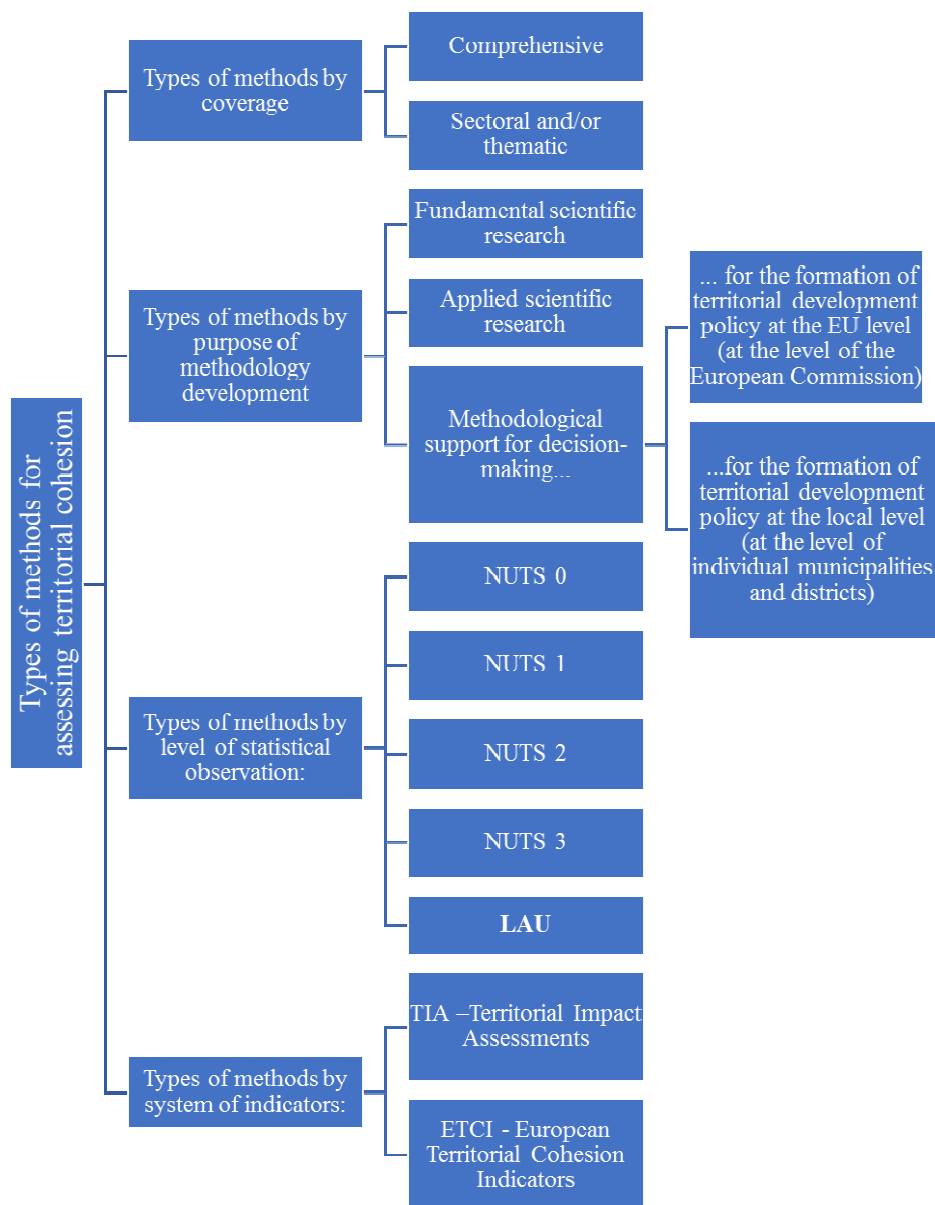 Types of methods for
assessing territorial cohesion
Types of methods by
coverage
Comprehensive
Sectoral and/or
thematic
Types of methods by
purpose of
methodology
development
Fundamental scientific
research
Applied scientific
research
Methodological
support for decision-
making...
... for the formation of
territorial development
policy at the EU level
(at the level of the
European Commission)
...for the formation of
territorial development
policy at the local level
(at the level of
individual municipalities
and districts)
Types of methods by
level of statistical
observation:
NUTS 0
NUTS 1
NUTS 2
NUTS 3
LAU
Types of methods by
system of indicators:
TIA –Territorial Impact
Assessments
ETCI - European
Territorial Cohesion
Indicators